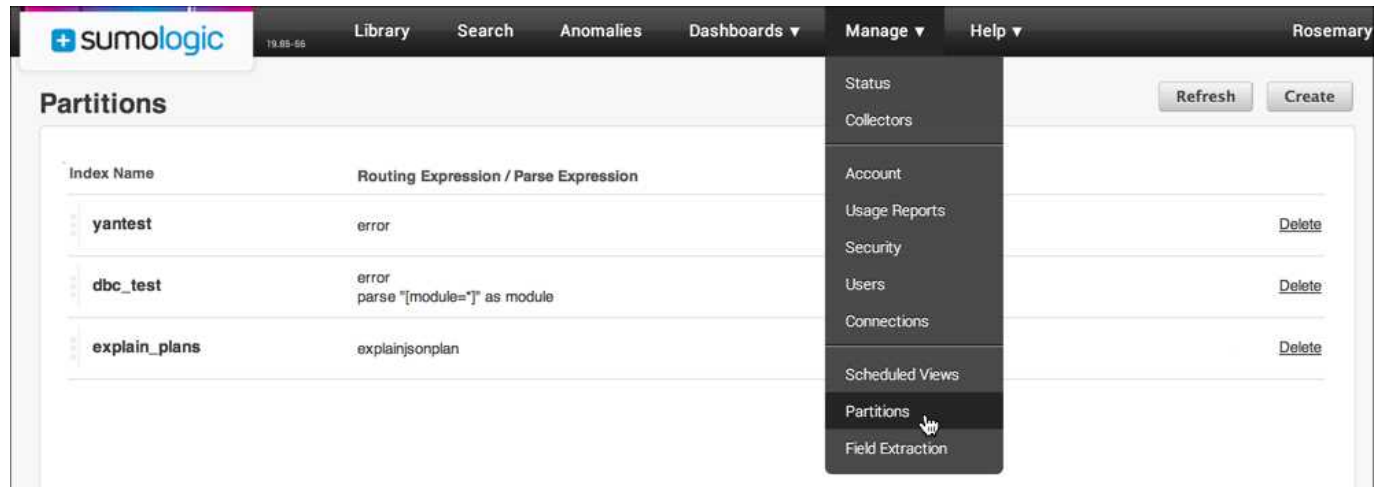 sumologic
19.85-56
Library Search Anomalies Dashboards ▾ Manage ▾ Help ▾ Rosemary
Partitions
Refresh Create
Status
Collectors
Account
Usage Reports
Security
Users
Connections
Scheduled Views
Partitions
Field Extraction
Index Name Routing Expression / Parse Expression
yantest error Delete
dbc_test error
parse "[module=*]" as module Delete
explain_plans explainjsonplan Delete